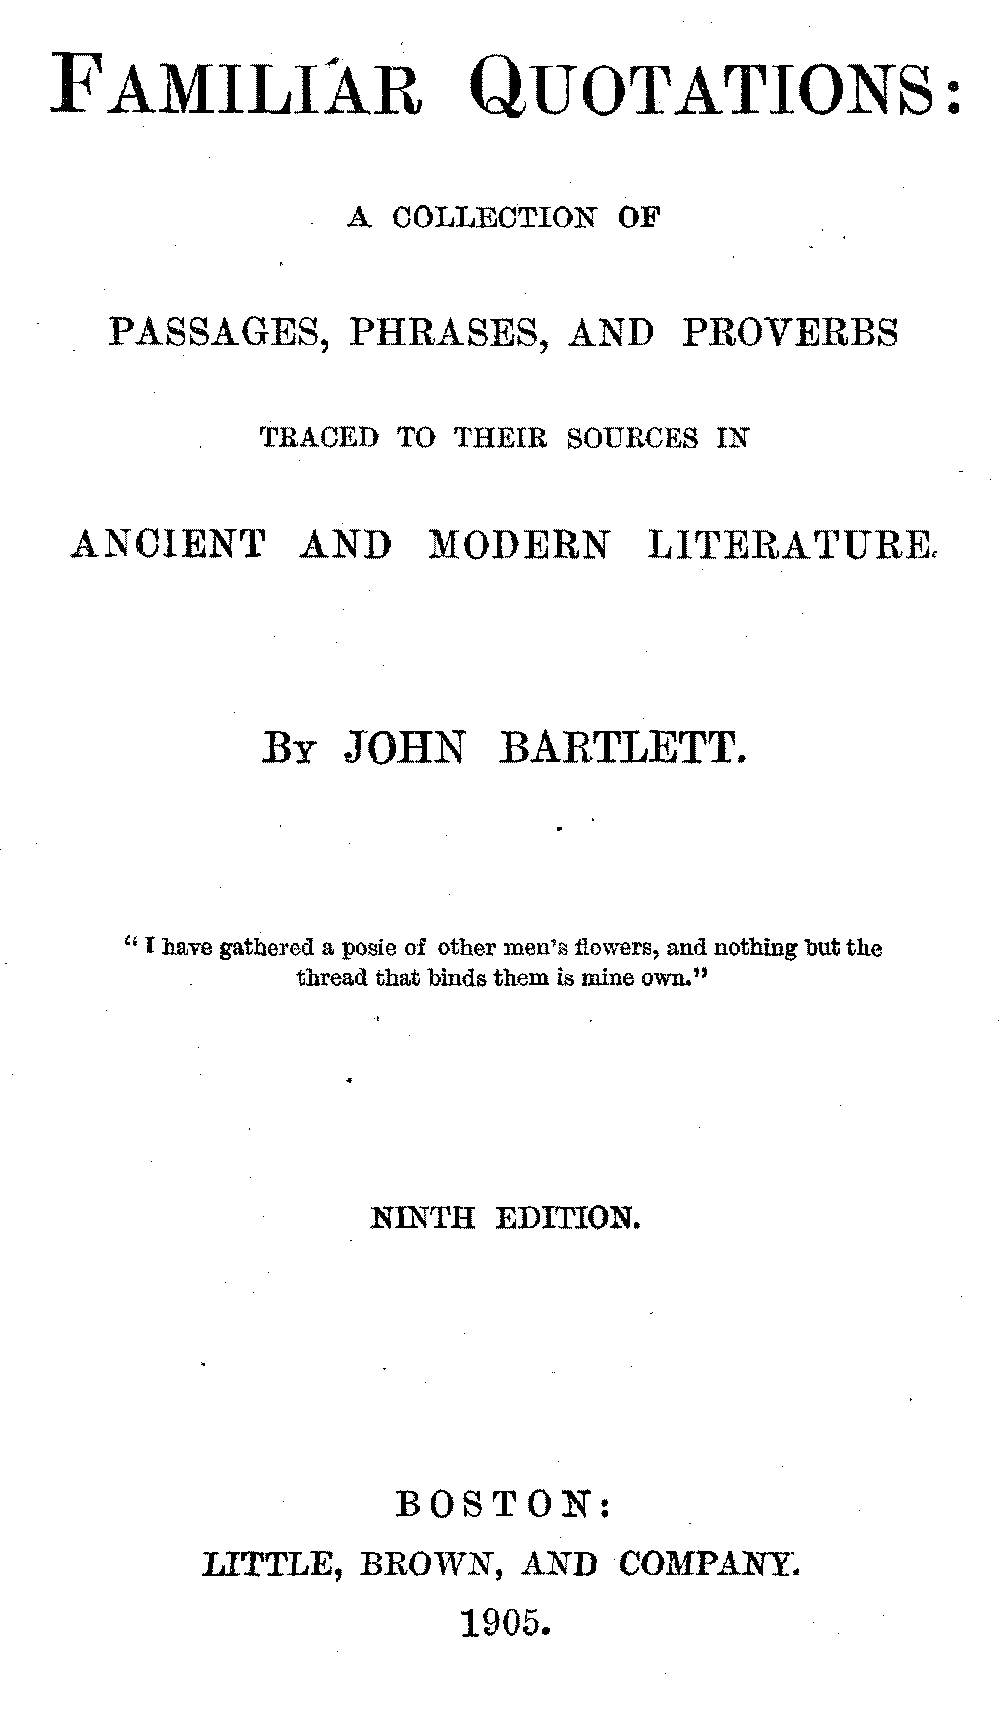 FAMILIAR QUOTATIONS:
A COLLECTION OF
PASSAGES, PHRASES, AND PROVERBS
TRACED TO THEIR SOURCES IN
ANCIENT AND MODERN LITERATURE.
BY JOHN BARTLETT.
"I have gathered a posie of other men's flowers, and nothing but the
thread that binds them is mine own."
NINTH EDITION.
BOSTON:
LITTLE, BROWN, AND COMPANY.
1905.